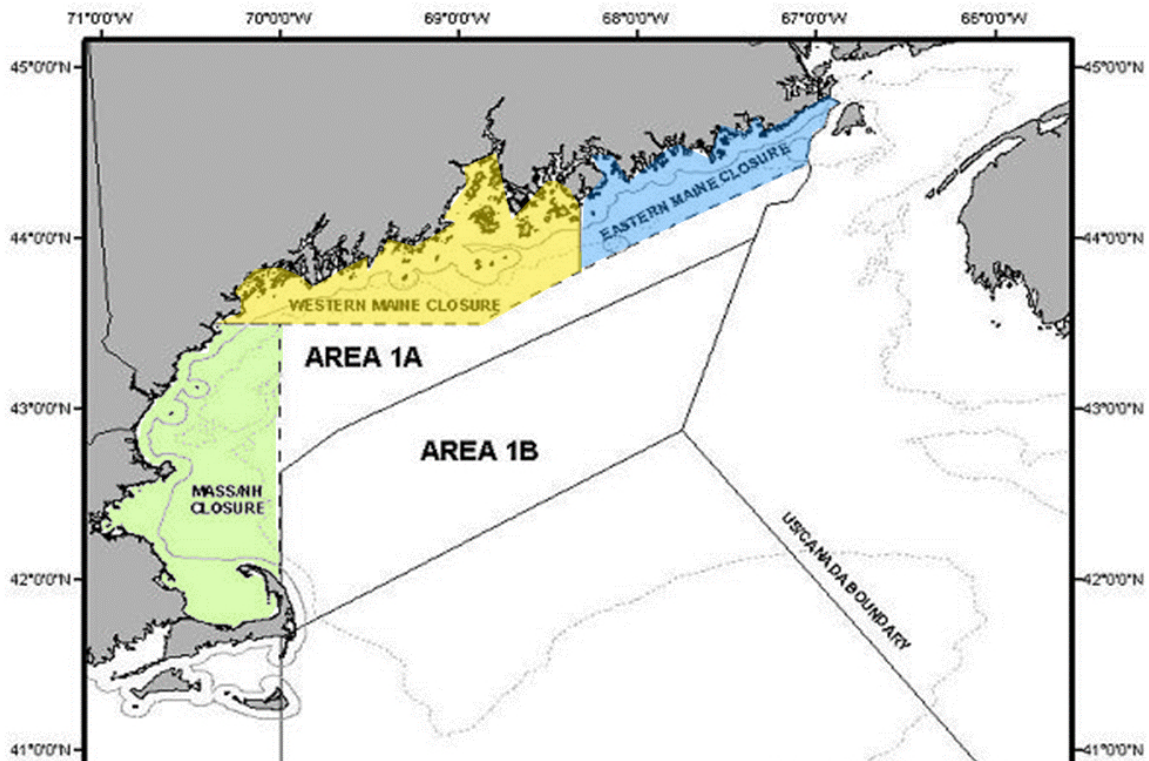 71°0'0"W 70°0'0"W 69°0'0"W 68°0'0"W 67°0'0"W 66°0'0"W
45°0'0"N 45°0'0"N
EASTERN MAINE CLOSURE
44°0'0"N 44°0'0"N
WESTERN MAINE CLOSURE
AREA 1A
43°0'0"N 43°0'0"N
AREA 1B
MASS/NH
CLOSURE
US/CANADA BOUNDARY
42°0'0"N 42°0'0"N
41°0'0"N 41°0'0"N